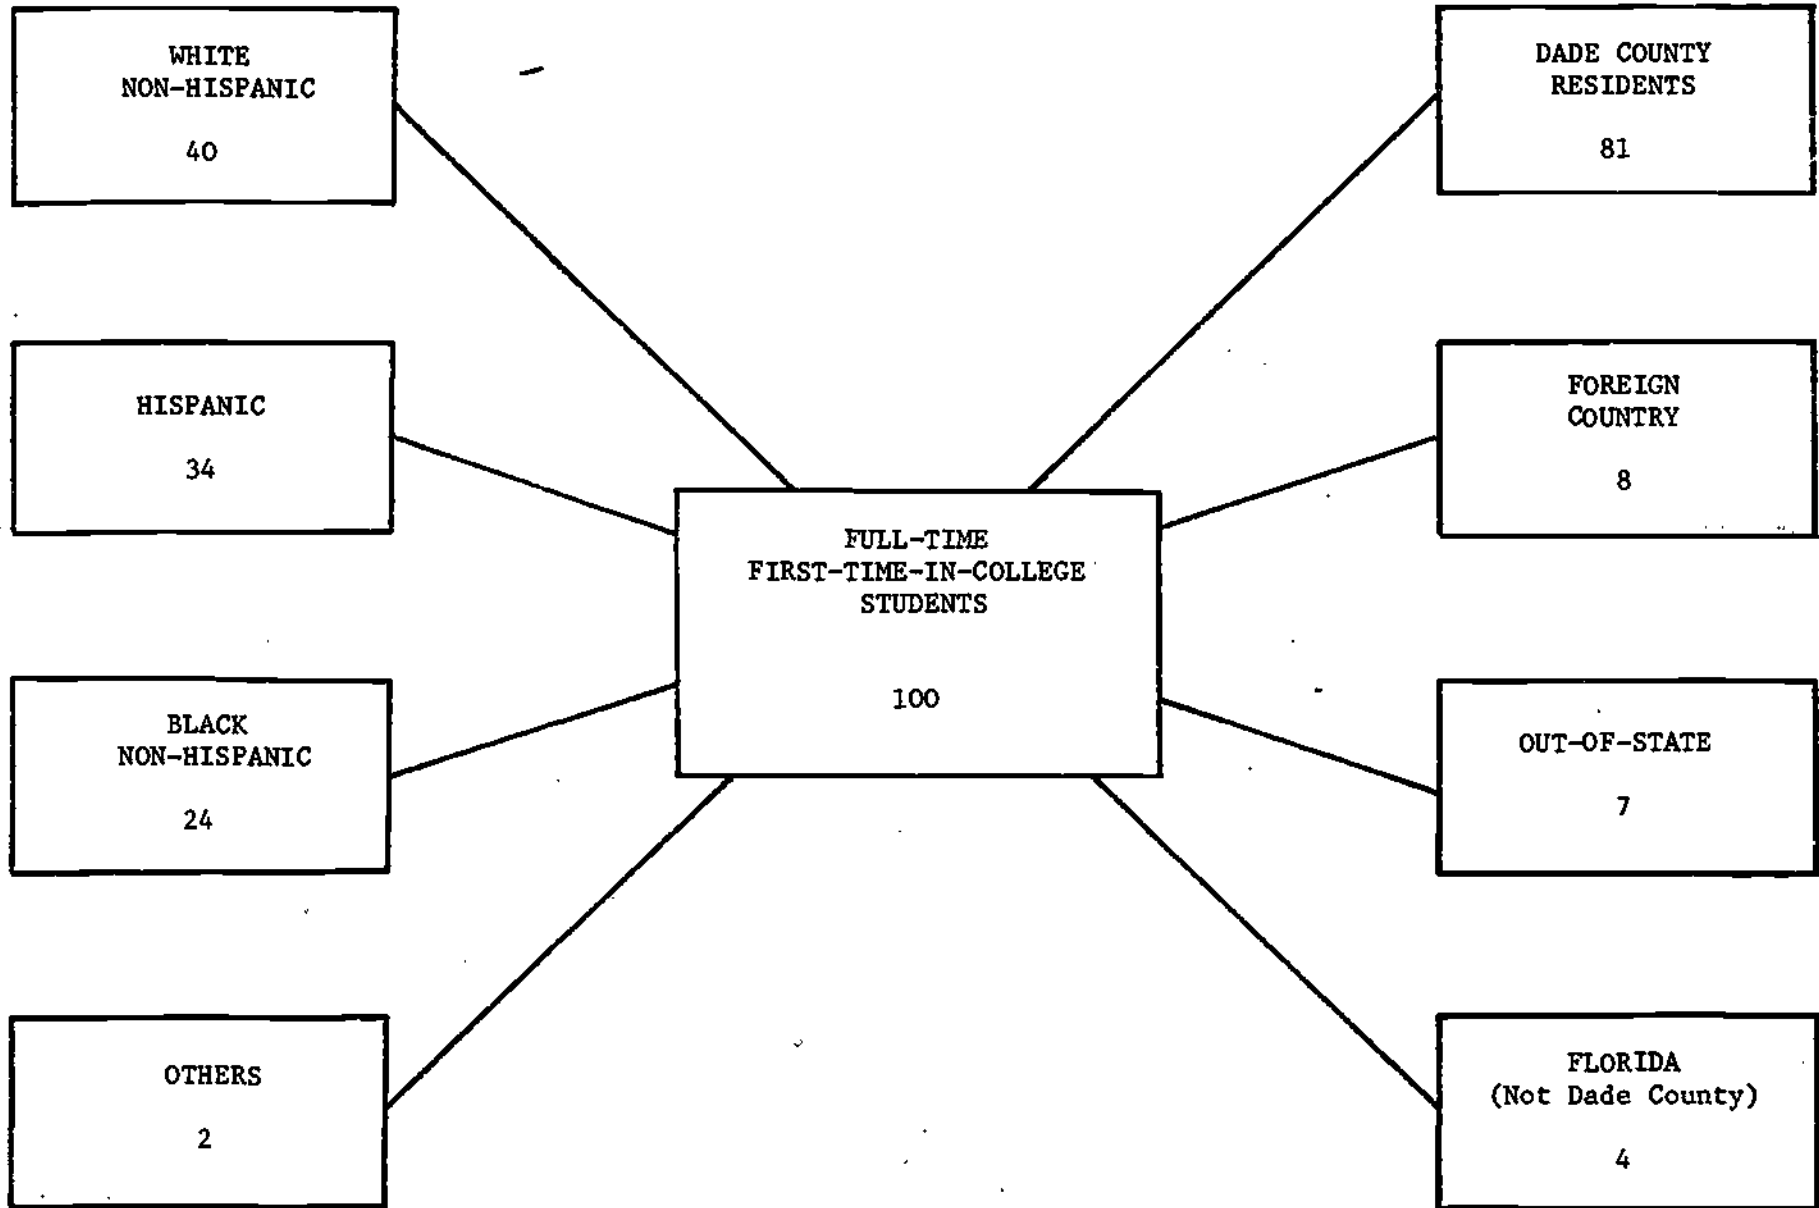 WHITE
NON-HISPANIC
40
HISPANIC
34
BLACK
NON-HISPANIC
24
OTHERS
2
FULL-TIME
FIRST-TIME-IN-COLLEGE
STUDENTS
100
DADE COUNTY
RESIDENTS
81
FOREIGN
COUNTRY
8
OUT-OF-STATE
7
FLORIDA
(Not Dade County)
4